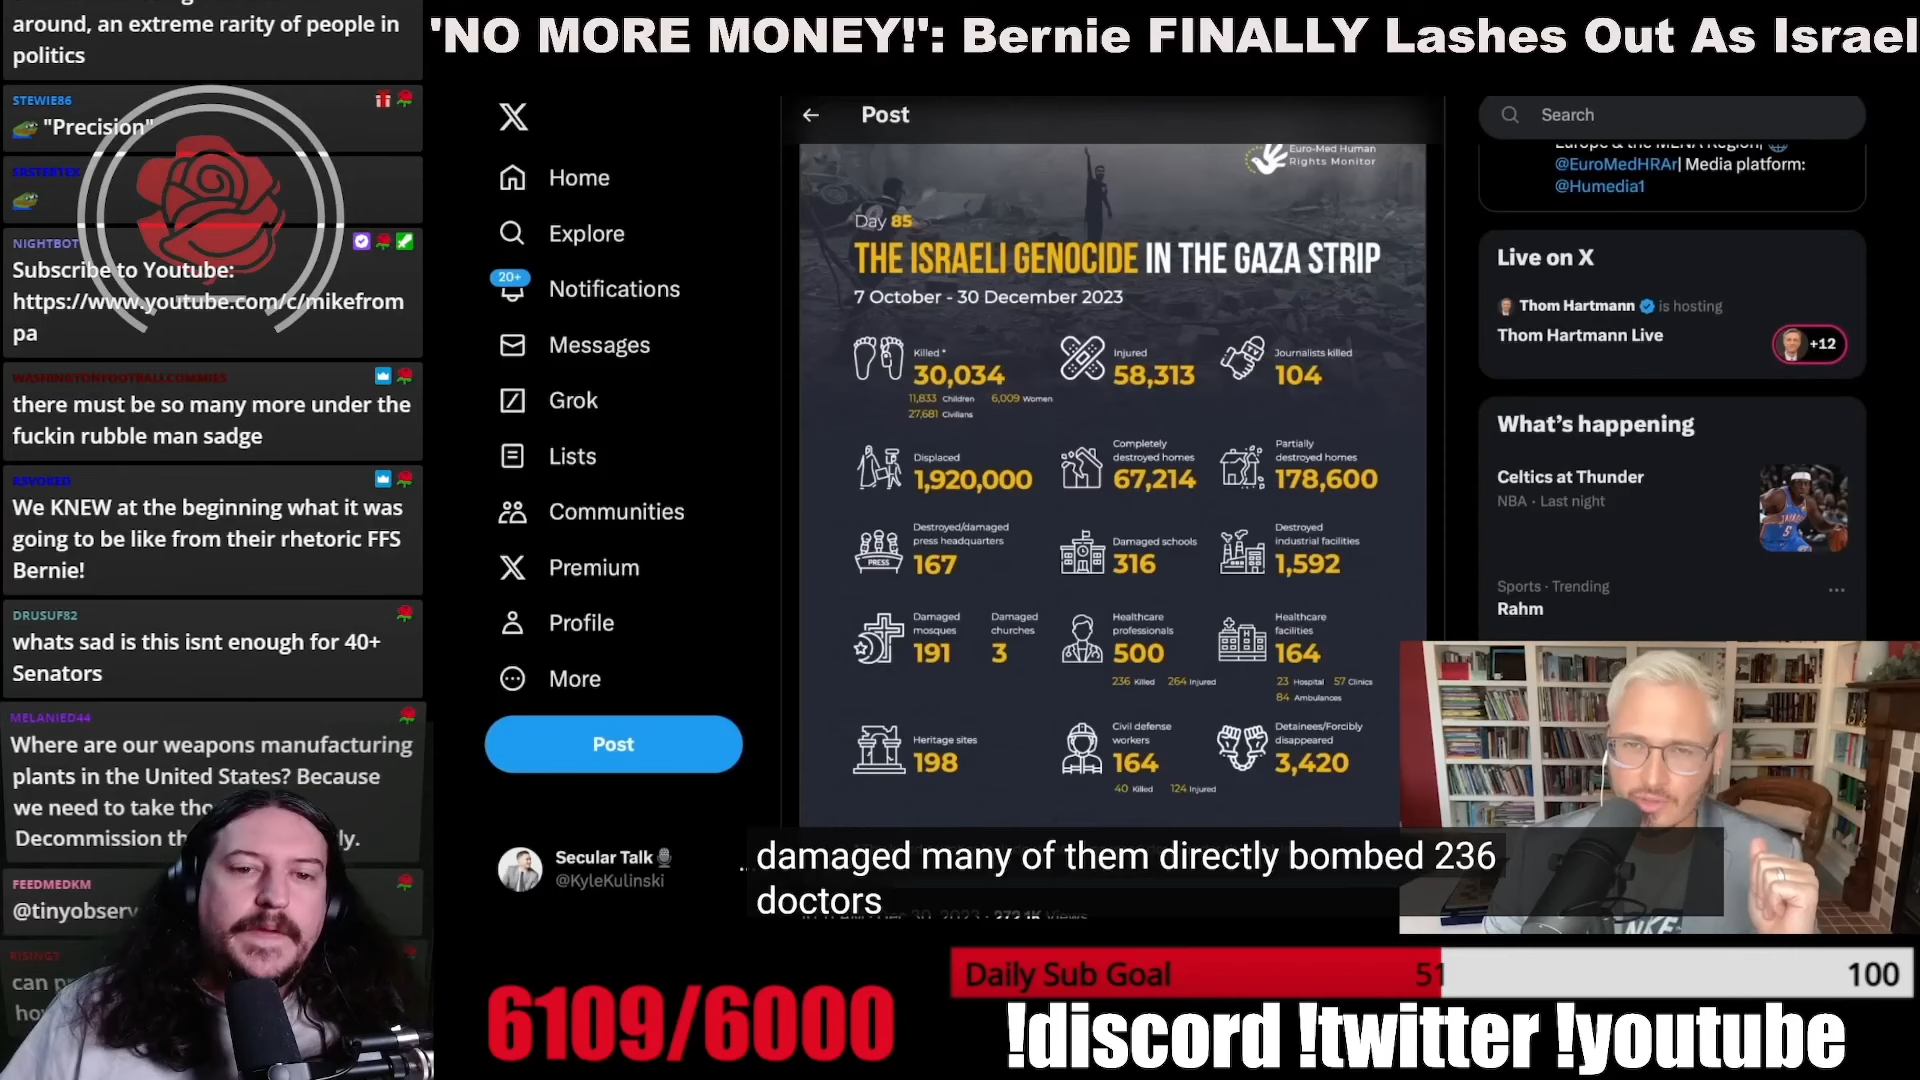 around, an extreme rarity of people in
politics
STEWIE86
"Precision"
SRSTEBTEX
NIGHTBOT
Subscribe to Youtube:
https://www.youtube.com/c/mikefrom
pa
WASHINGTONFOOTBALLCOMMIES
there must be so many more under the
fuckin rubble man sadge
RSVOKED
We KNEW at the beginning what it was
going to be like from their rhetoric FFS
Bernie!
DRUSUF82
whats sad is this isnt enough for 40+
Senators
MELANIED44
Where are our weapons manufacturing
plants in the United States? Because
we need to take
Decommission
FEEDMEDKM
@tinyobserv
can
'NO MORE MONEY!': Bernie FINALLY Lashes Out As Israel
Home
Explore
20+
Notifications
Messages
Grok
Lists
Communities
Premium
Profile
More
Post
Secular Talk
@KyleKulinski
Post
Euro-Med Human
Rights Monitor
Day 85
THE ISRAELI GENOCIDE IN THE GAZA STRIP
7 October - 30 December 2023
Killed *
30,034
11,833 Children 6,009 Women
27,681 Civilians
Injured
58,313
Journalists killed
104
Displaced
1,920,000
Completely
destroyed homes
67,214
Partially
destroyed homes
178,600
Destroyed/damaged
press headquarters
167
PRESS
Damaged schools
316
Destroyed
industrial facilities
1,592
Damaged
mosques
191
Damaged
churches
3
Healthcare
professionals
500
236 Killed 264 Injured
Healthcare
facilities
164
23 Hospital 57 Clinics
84 Ambulances
Heritage sites
198
Civil defense
workers
164
40 Killed 124 Injured
Detainees/Forcibly
disappeared
3,420
damaged many of them directly bombed 236
doctors
Search
@EuroMedHRAr| Media platform:
@Humedia1
Live on X
Thom Hartmann is hosting
Thom Hartmann Live
+12
What's happening
Celtics at Thunder
NBA · Last night
Sports · Trending
Rahm
6109/6000
Daily Sub Goal 51 100
!discord !twitter !youtube